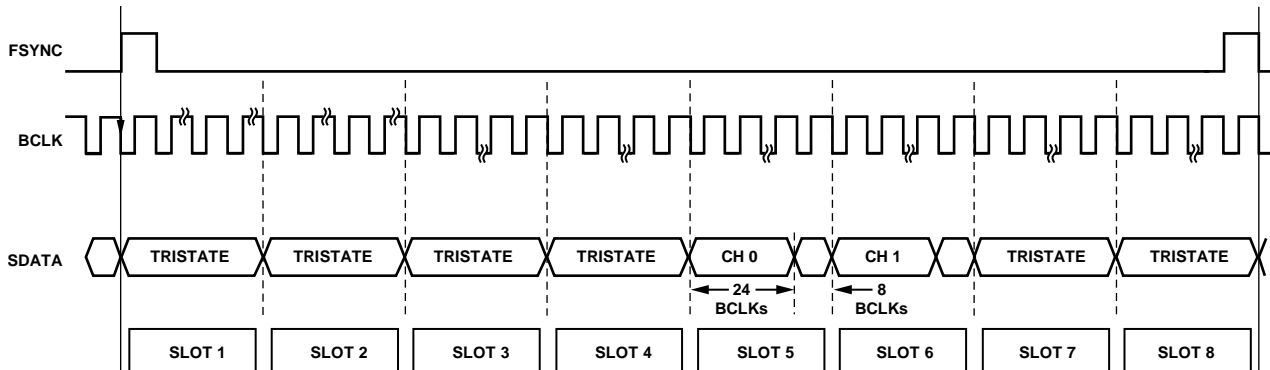 FSYNC
BCLK
SDATA
TRISTATE TRISTATE TRISTATE TRISTATE CH 0 CH 1 TRISTATE TRISTATE
24 8
BCLKs BCLKs
SLOT 1 SLOT 2 SLOT 3 SLOT 4 SLOT 5 SLOT 6 SLOT 7 SLOT 8